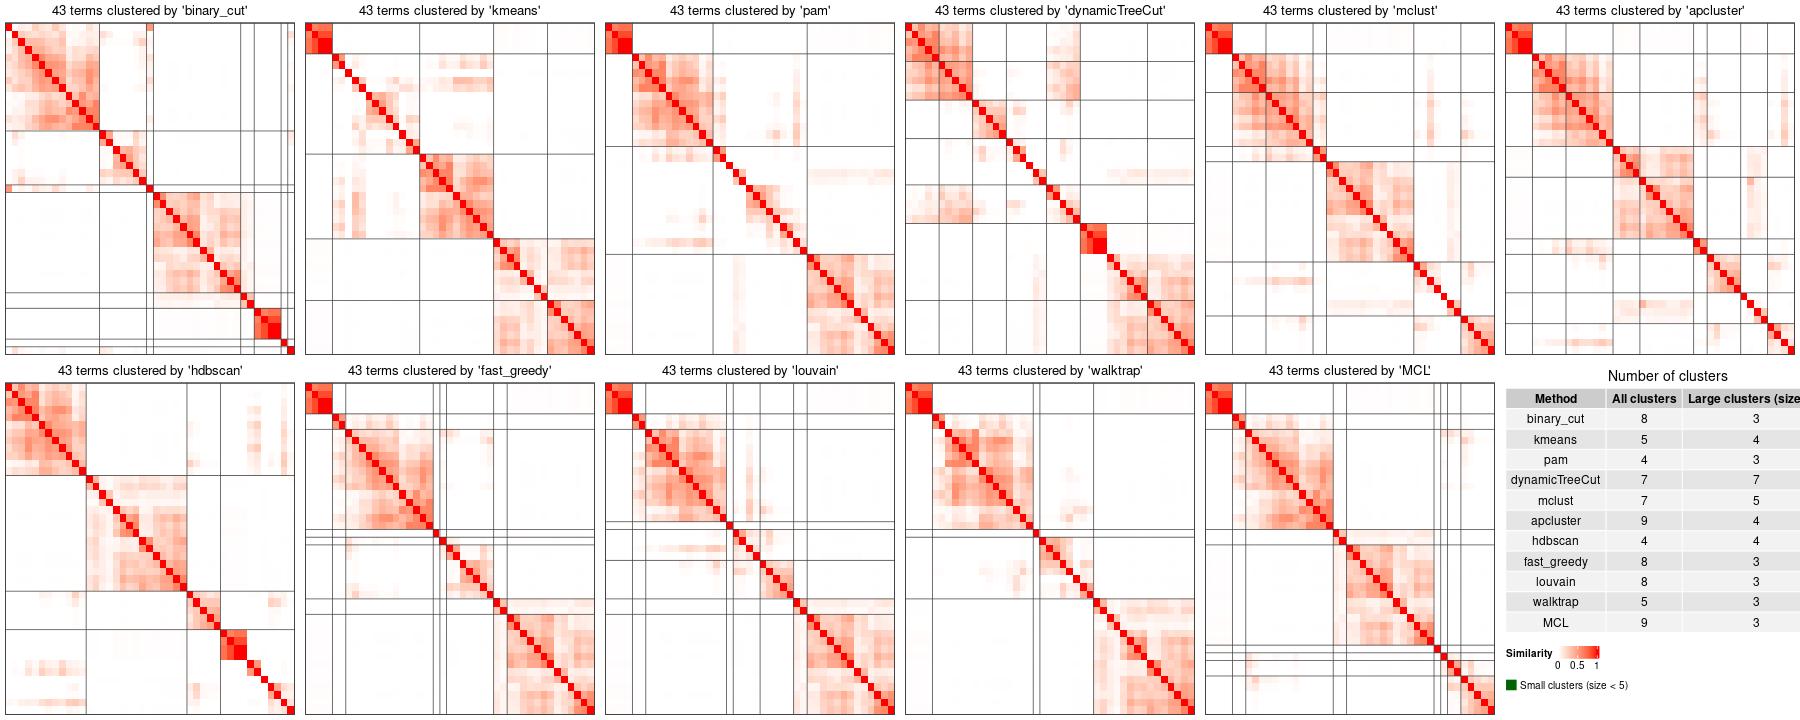 43 terms clustered by 'binary_cut'
43 terms clustered by 'kmeans'
43 terms clustered by 'pam'
43 terms clustered by 'dynamicTreeCut'
43 terms clustered by 'mclust'
43 terms clustered by 'apcluster'
43 terms clustered by 'hdbscan'
43 terms clustered by 'fast_greedy'
43 terms clustered by 'louvain'
43 terms clustered by 'walktrap'
43 terms clustered by 'MCL'
Number of clusters
Method All clusters Large clusters (size
binary_cut 8 3
kmeans 5 4
pam 4 3
dynamicTreeCut 7 7
mclust 7 5
apcluster 9 4
hdbscan 4 4
fast_greedy 8 3
louvain 8 3
walktrap 5 3
MCL 9 3
Similarity
0 0.5 1
Small clusters (size < 5)